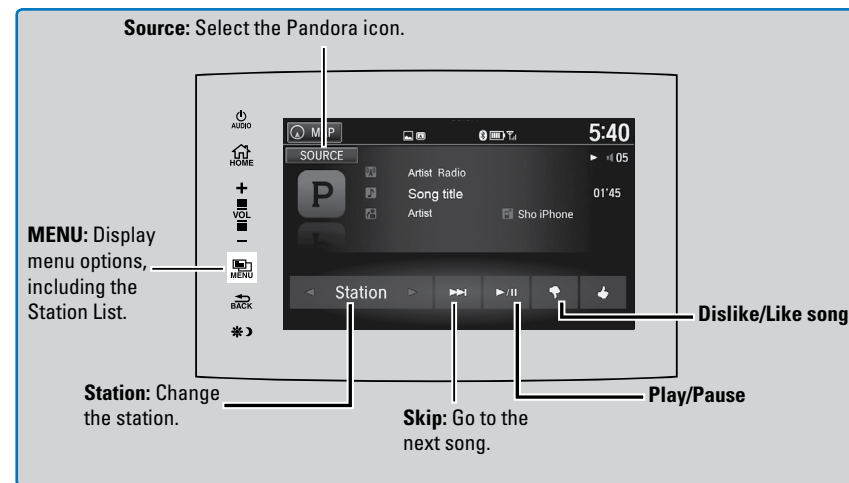 Source: Select the Pandora icon.
AUDIO
HOME
+
VOL
–
MENU
BACK
M P
5:40
SOURCE
05
Artist Radio
P
Song title
01'45
Artist
Sho iPhone
Station
MENU: Display
menu options,
including the
Station List.
Dislike/Like song
Station: Change
the station.
Play/Pause
Skip: Go to the
next song.